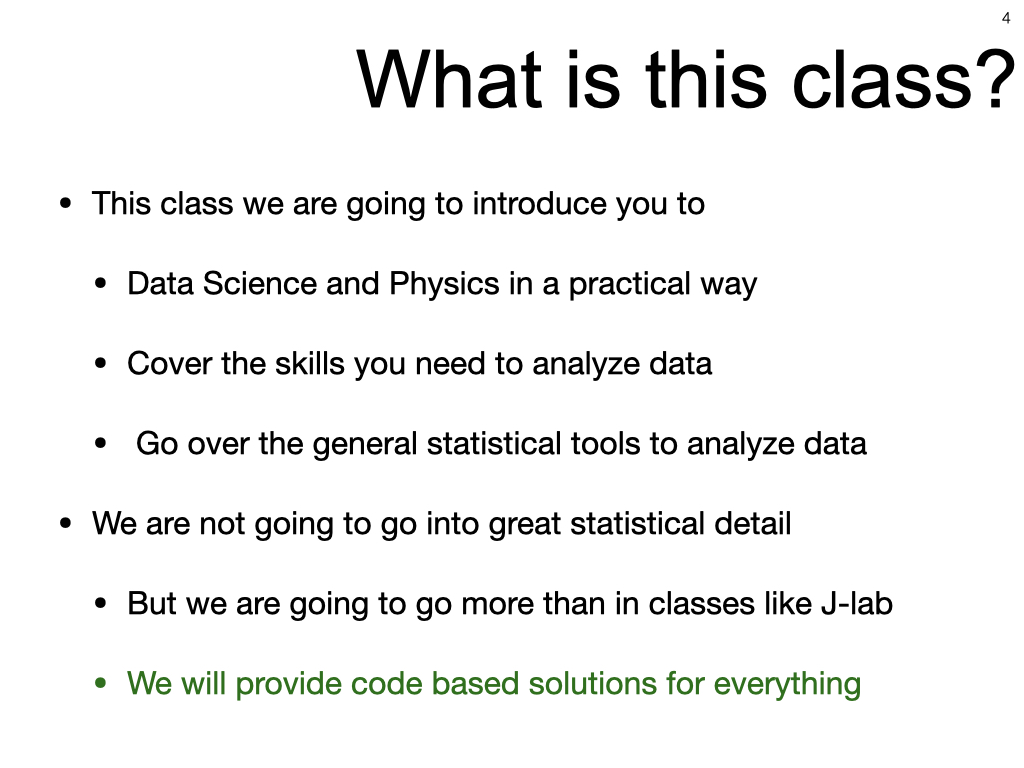 4
What is this class?
• This class we are going to introduce you to
• Data Science and Physics in a practical way
• Cover the skills you need to analyze data
• Go over the general statistical tools to analyze data
• We are not going to go into great statistical detail
• But we are going to go more than in classes like J-lab
• We will provide code based solutions for everything